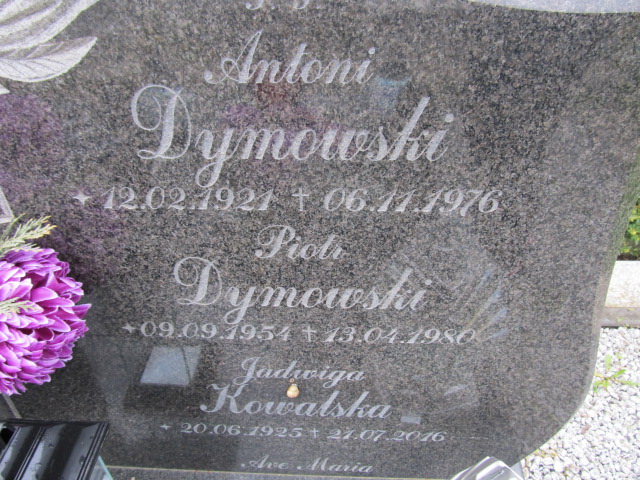 Antoni
Dymowski
* 12.02.1921 † 06.11.1976
Piotr
Dymowski
* 09.09.1954 † 13.04.1980
Jadwiga
Kowalska
* 20.06.1925 † 21.07.2016
Ave Maria